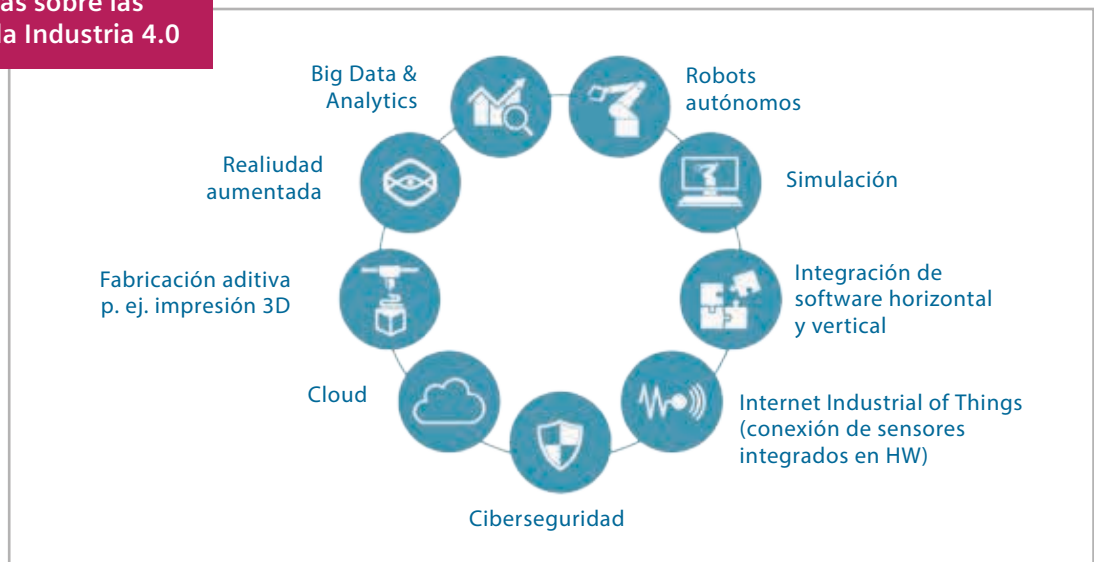 as sobre las
la Industria 4.0
Big Data &
Analytics
Robots
autónomos
Realiudad
aumentada
Simulación
Fabricación aditiva
p. ej. impresión 3D
Integración de
software horizontal
y vertical
Cloud
Internet Industrial of Things
(conexión de sensores
integrados en HW)
Ciberseguridad